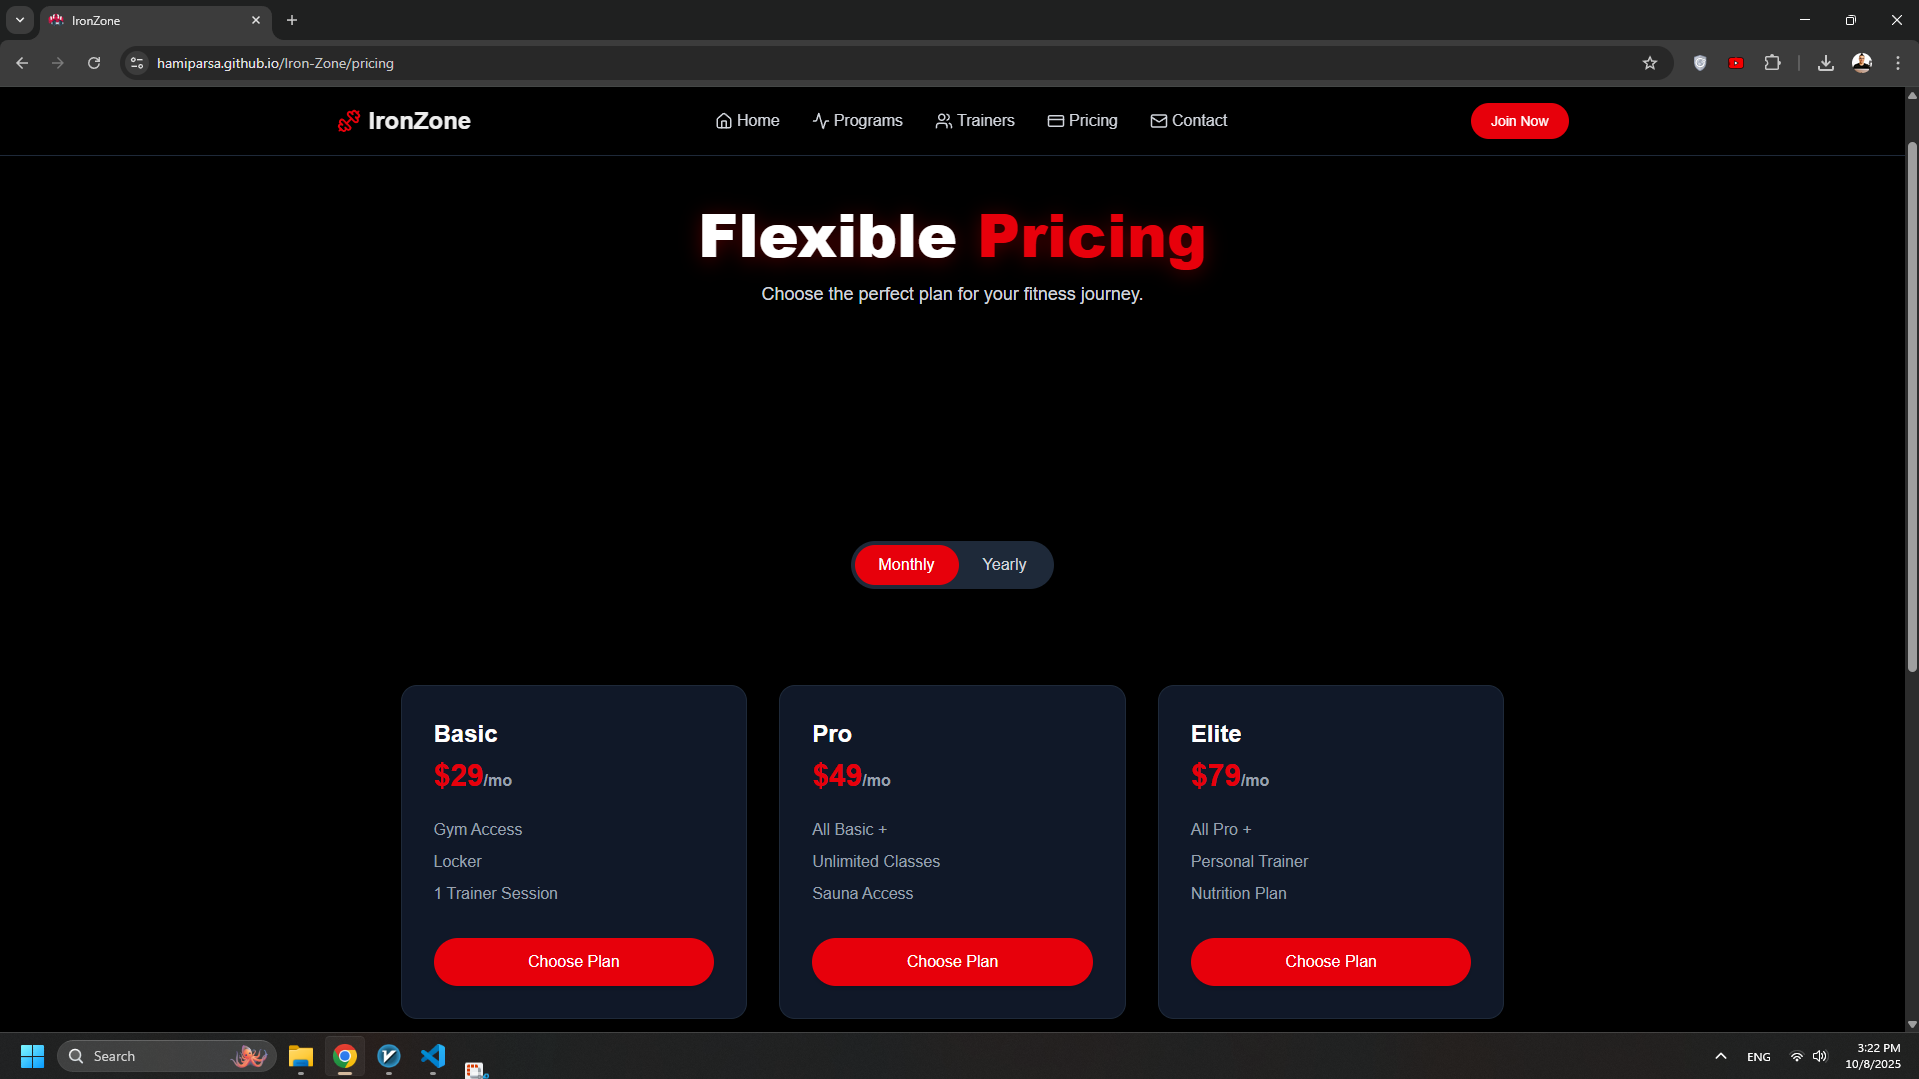 IronZone
hamiparsa.github.io/Iron-Zone/pricing
IronZone
Home
Programs
Trainers
Pricing
Contact
Join Now
Flexible Pricing
Choose the perfect plan for your fitness journey.
Monthly
Yearly
Basic
$29/mo
Gym Access
Locker
1 Trainer Session
Choose Plan
Pro
$49/mo
All Basic +
Unlimited Classes
Sauna Access
Choose Plan
Elite
$79/mo
All Pro +
Personal Trainer
Nutrition Plan
Choose Plan
Search
ENG
3:22 PM
10/8/2025